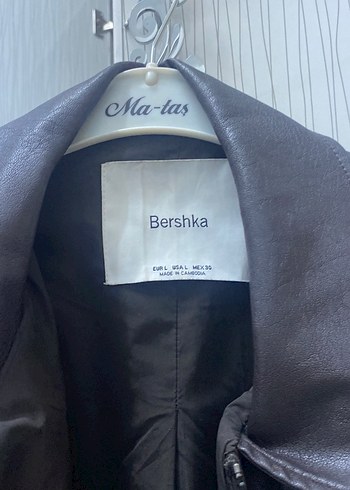 Ma-taş
Bershka
EUR L USA L MEX 30
MADE IN CAMBODIA